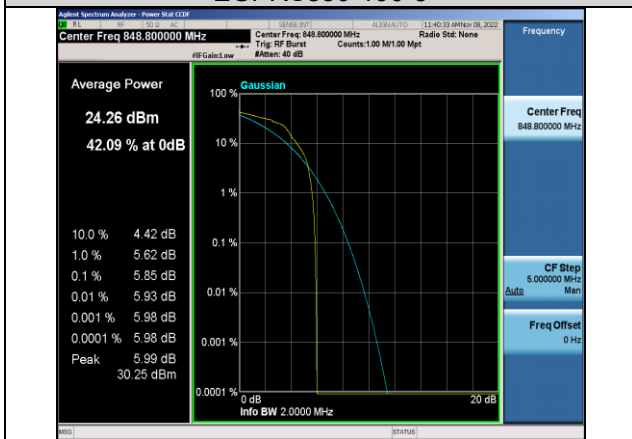 Agilent Spectrum Analyzer - Power Stat CCDF
RL RF 50 Ω AC SENSE:INT ALIGN AUTO 11:40:33 AM Nov 08, 2022
Center Freq 848.800000 MHz
Center Freq: 848.800000 MHz Radio Std: None
Trig: RF Burst Counts:1.00 M/1.00 Mpt
#IFGain:Low #Atten: 40 dB
Frequency
Average Power
24.26 dBm
42.09 % at 0dB
10.0 % 4.42 dB
1.0 % 5.62 dB
0.1 % 5.85 dB
0.01 % 5.93 dB
0.001 % 5.98 dB
0.0001 % 5.98 dB
Peak 5.99 dB
30.25 dBm
Gaussian
100 %
10 %
1 %
0.1 %
0.01 %
0.001 %
0.0001 %
0 dB 20 dB
Info BW 2.0000 MHz
Center Freq
848.800000 MHz
CF Step
5.000000 MHz
Auto Man
Freq Offset
0 Hz
MSG STATUS